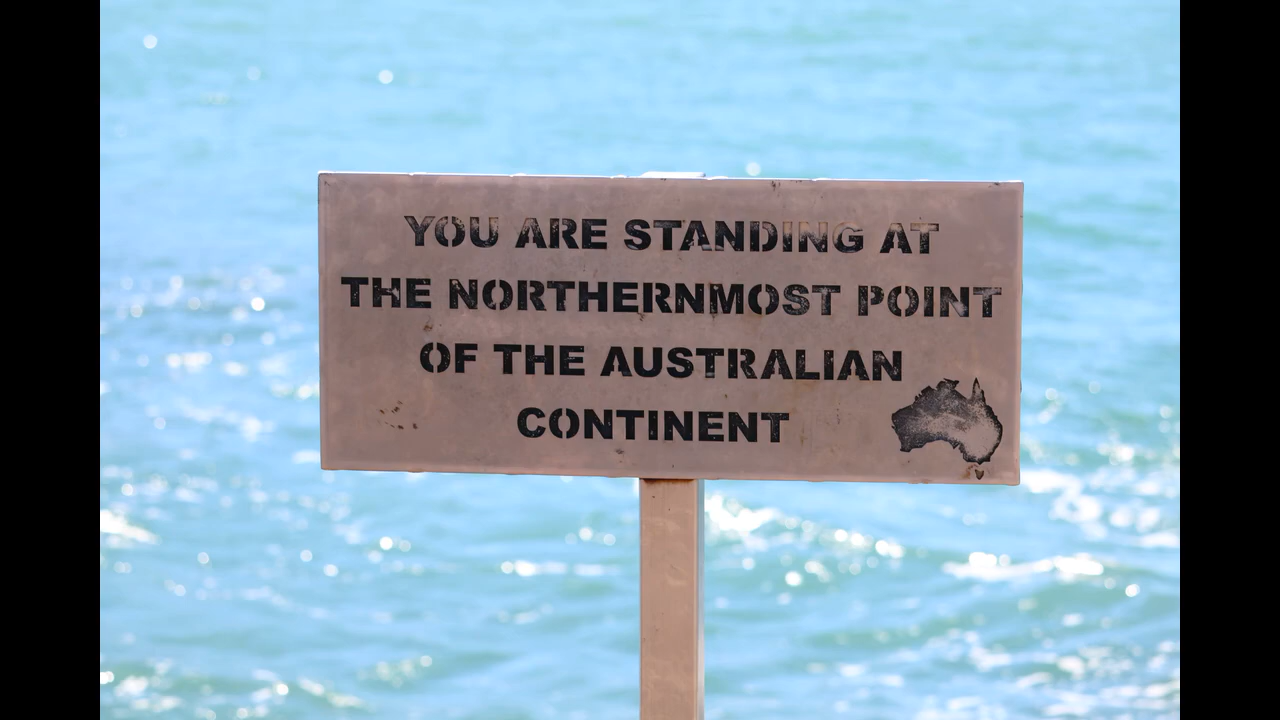 YOU ARE STANDING AT
THE NORTHERNMOST POINT
OF THE AUSTRALIAN
CONTINENT